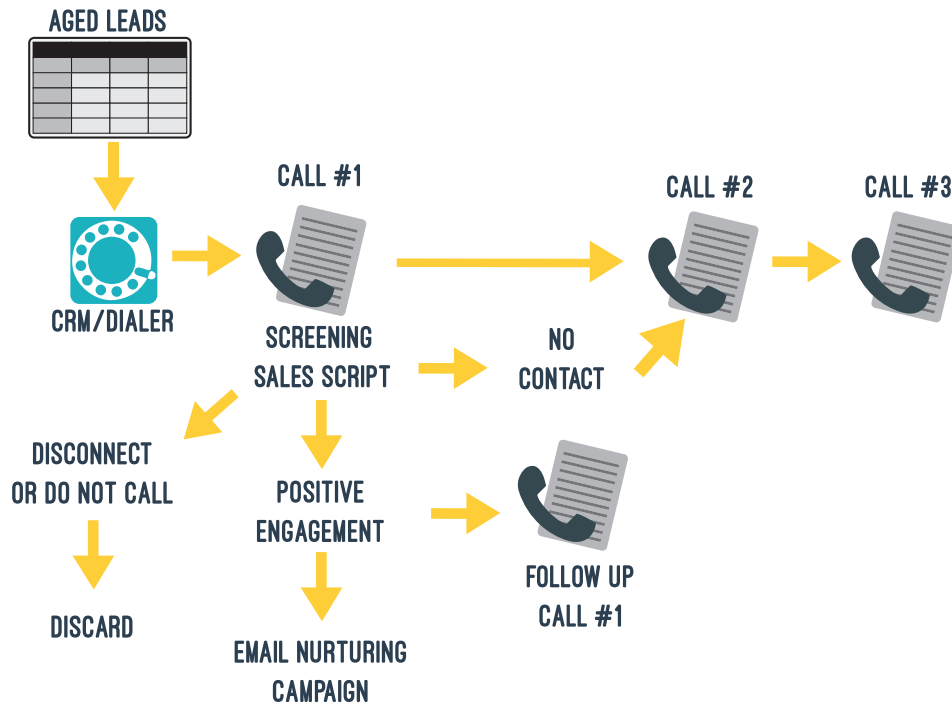 AGED LEADS
CALL #1
CALL #2
CALL #3
CRM/DIALER
SCREENING
SALES SCRIPT
NO
CONTACT
DISCONNECT
OR DO NOT CALL
POSITIVE
ENGAGEMENT
FOLLOW UP
CALL #1
DISCARD
EMAIL NURTURING
CAMPAIGN